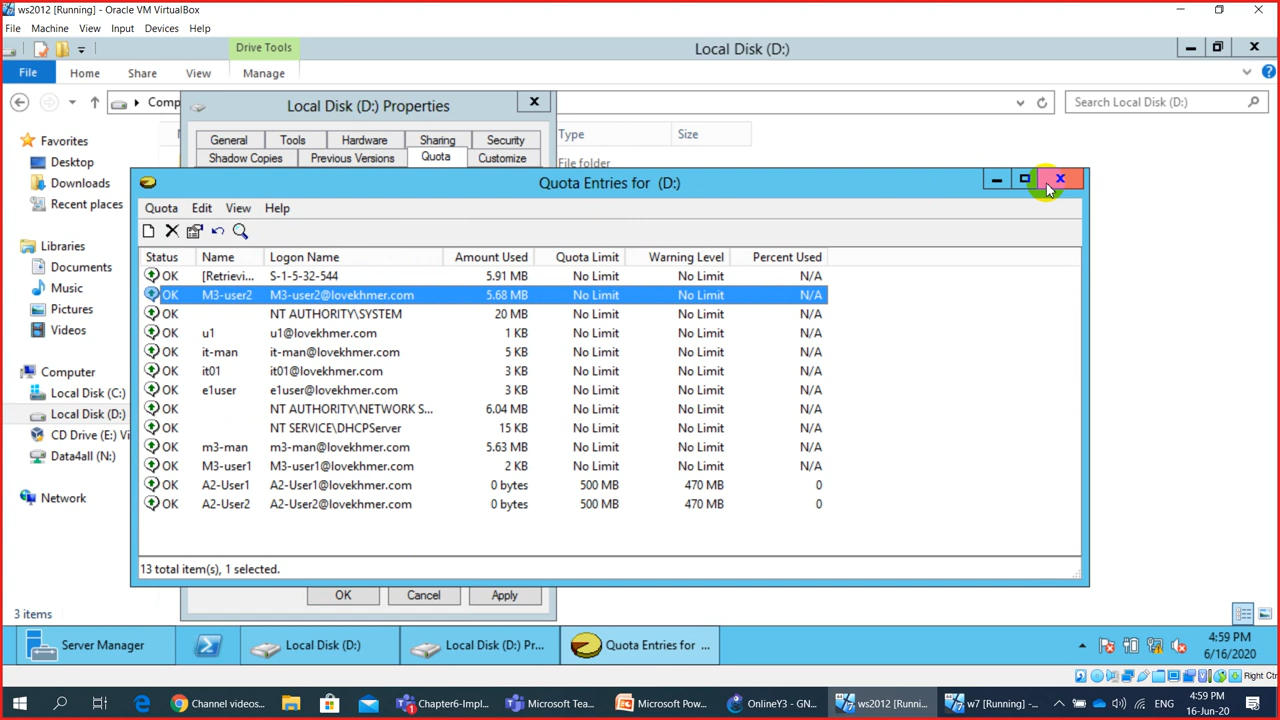 ws2012 [Running] - Oracle VM VirtualBox
File Machine View Input Devices Help
Drive Tools
Local Disk (D:)
File Home Share View Manage
Comp
Search Local Disk (D:)
Local Disk (D:) Properties
Type Size
File folder
General Tools Hardware Sharing Security
Shadow Copies Previous Versions Quota Customize
Favorites
Desktop
Downloads
Recent places
Libraries
Documents
Music
Pictures
Videos
Computer
Local Disk (C:)
Local Disk (D:)
CD Drive (E:) Vi
Data4all (N:)
Network
3 items
Quota Entries for (D:)
Quota Edit View Help
Status Name Logon Name Amount Used Quota Limit Warning Level Percent Used
OK [Retrievi... S-1-5-32-544 5.91 MB No Limit No Limit N/A
OK M3-user2 M3-user2@lovekhmer.com 5.68 MB No Limit No Limit N/A
OK NT AUTHORITY\SYSTEM 20 MB No Limit No Limit N/A
OK u1 u1@lovekhmer.com 1 KB No Limit No Limit N/A
OK it-man it-man@lovekhmer.com 5 KB No Limit No Limit N/A
OK it01 it01@lovekhmer.com 3 KB No Limit No Limit N/A
OK e1user e1user@lovekhmer.com 3 KB No Limit No Limit N/A
OK NT AUTHORITY\NETWORK S... 6.04 MB No Limit No Limit N/A
OK NT SERVICE\DHCPServer 15 KB No Limit No Limit N/A
OK m3-man m3-man@lovekhmer.com 5.63 MB No Limit No Limit N/A
OK M3-user1 M3-user1@lovekhmer.com 2 KB No Limit No Limit N/A
OK A2-User1 A2-User1@lovekhmer.com 0 bytes 500 MB 470 MB 0
OK A2-User2 A2-User2@lovekhmer.com 0 bytes 500 MB 470 MB 0
13 total item(s), 1 selected.
OK Cancel Apply
Server Manager Local Disk (D:) Local Disk (D:) Pr... Quota Entries for ...
4:59 PM
6/16/2020
Right Ctrl
Channel videos... Chapter6-Impl... Microsoft Tea... Microsoft Pow... OnlineY3 - GN... ws2012 [Runni... w7 [Running] -...
ENG
4:59 PM
16-Jun-20